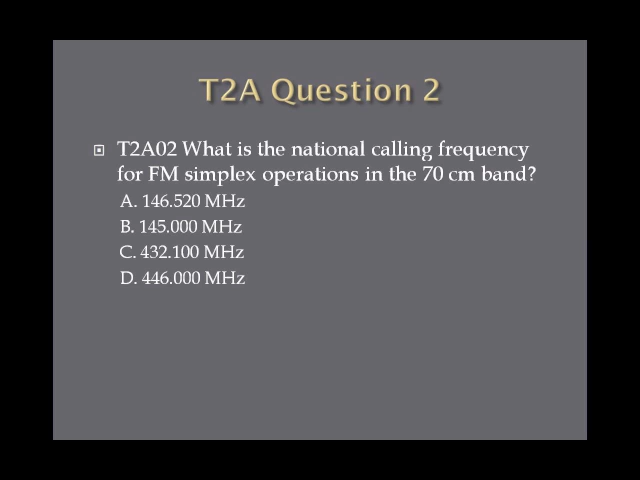 T2A Question 2
T2A02 What is the national calling frequency
for FM simplex operations in the 70 cm band?
A. 146.520 MHz
B. 145.000 MHz
C. 432.100 MHz
D. 446.000 MHz